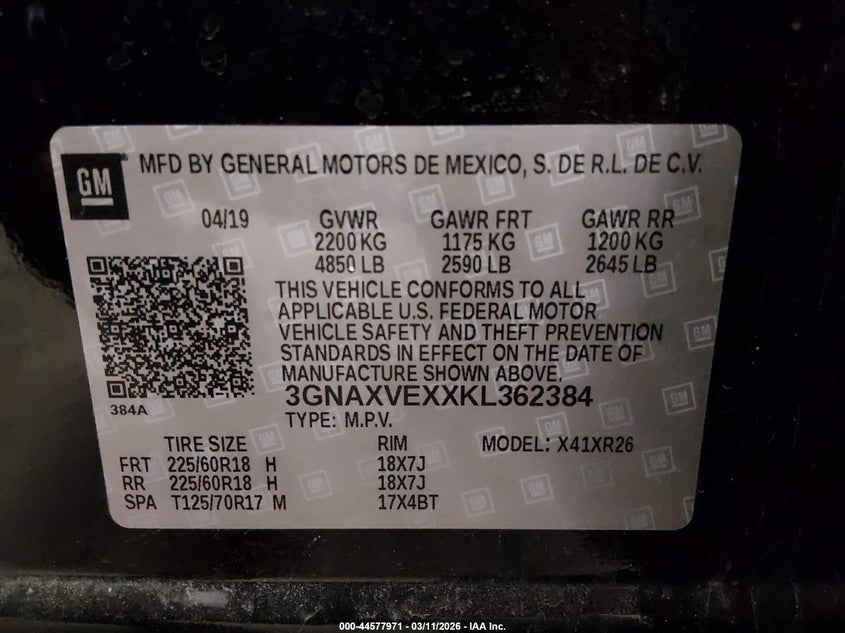 GM
MFD BY GENERAL MOTORS DE MEXICO, S. DE R.L. DE C.V.
04/19 GVWR GAWR FRT GAWR RR
2200 KG 1175 KG 1200 KG
4850 LB 2590 LB 2645 LB
THIS VEHICLE CONFORMS TO ALL
APPLICABLE U.S. FEDERAL MOTOR
VEHICLE SAFETY AND THEFT PREVENTION
STANDARDS IN EFFECT ON THE DATE OF
MANUFACTURE SHOWN ABOVE.
3GNAXVEXXKL362384
384A
TYPE: M.P.V.
TIRE SIZE RIM MODEL: X41XR26
FRT 225/60R18 H 18X7J
RR 225/60R18 H 18X7J
SPA T125/70R17 M 17X4BT
000-44577971 - 03/11/2026 - IAA Inc.